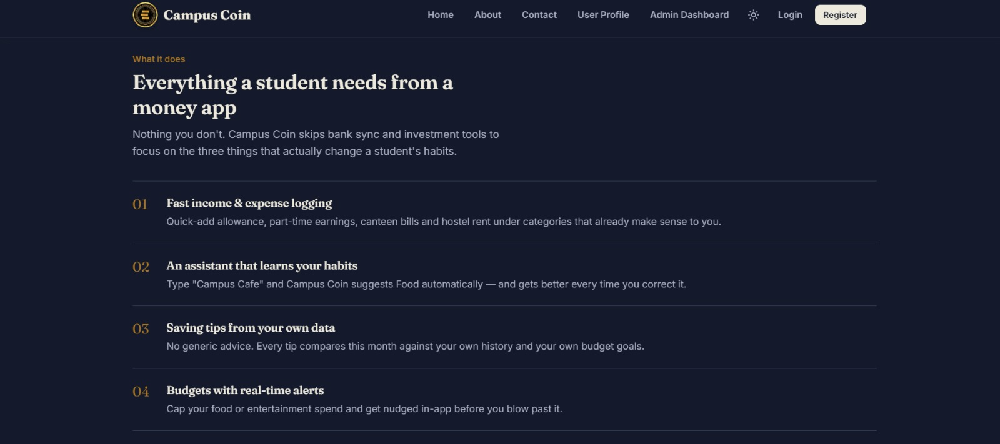 Campus Coin
Home
About
Contact
User Profile
Admin Dashboard
Login
Register
What it does
Everything a student needs from a
money app
Nothing you don't. Campus Coin skips bank sync and investment tools to
focus on the three things that actually change a student's habits.
01
Fast income & expense logging
Quick-add allowance, part-time earnings, canteen bills and hostel rent under categories that already make sense to you.
02
An assistant that learns your habits
Type "Campus Cafe" and Campus Coin suggests Food automatically — and gets better every time you correct it.
03
Saving tips from your own data
No generic advice. Every tip compares this month against your own history and your own budget goals.
04
Budgets with real-time alerts
Cap your food or entertainment spend and get nudged in-app before you blow past it.